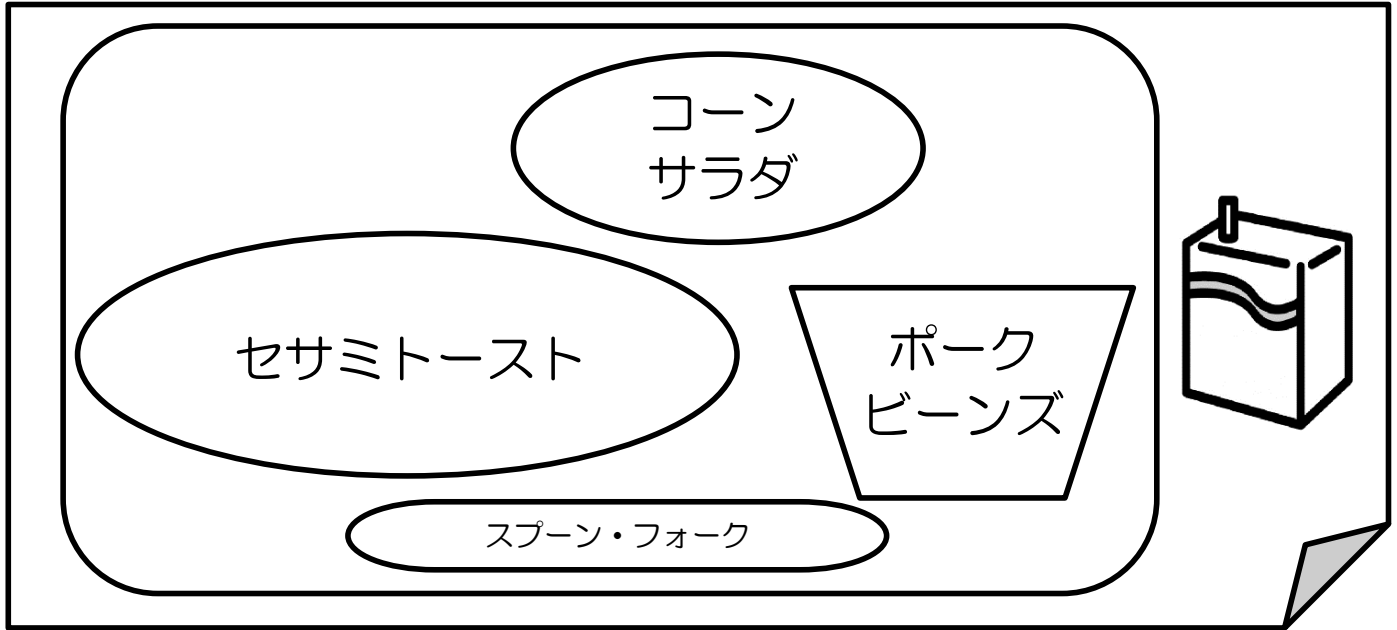 コーン
サラダ
セサミトースト
ポーク
ビーンズ
スプーン・フォーク